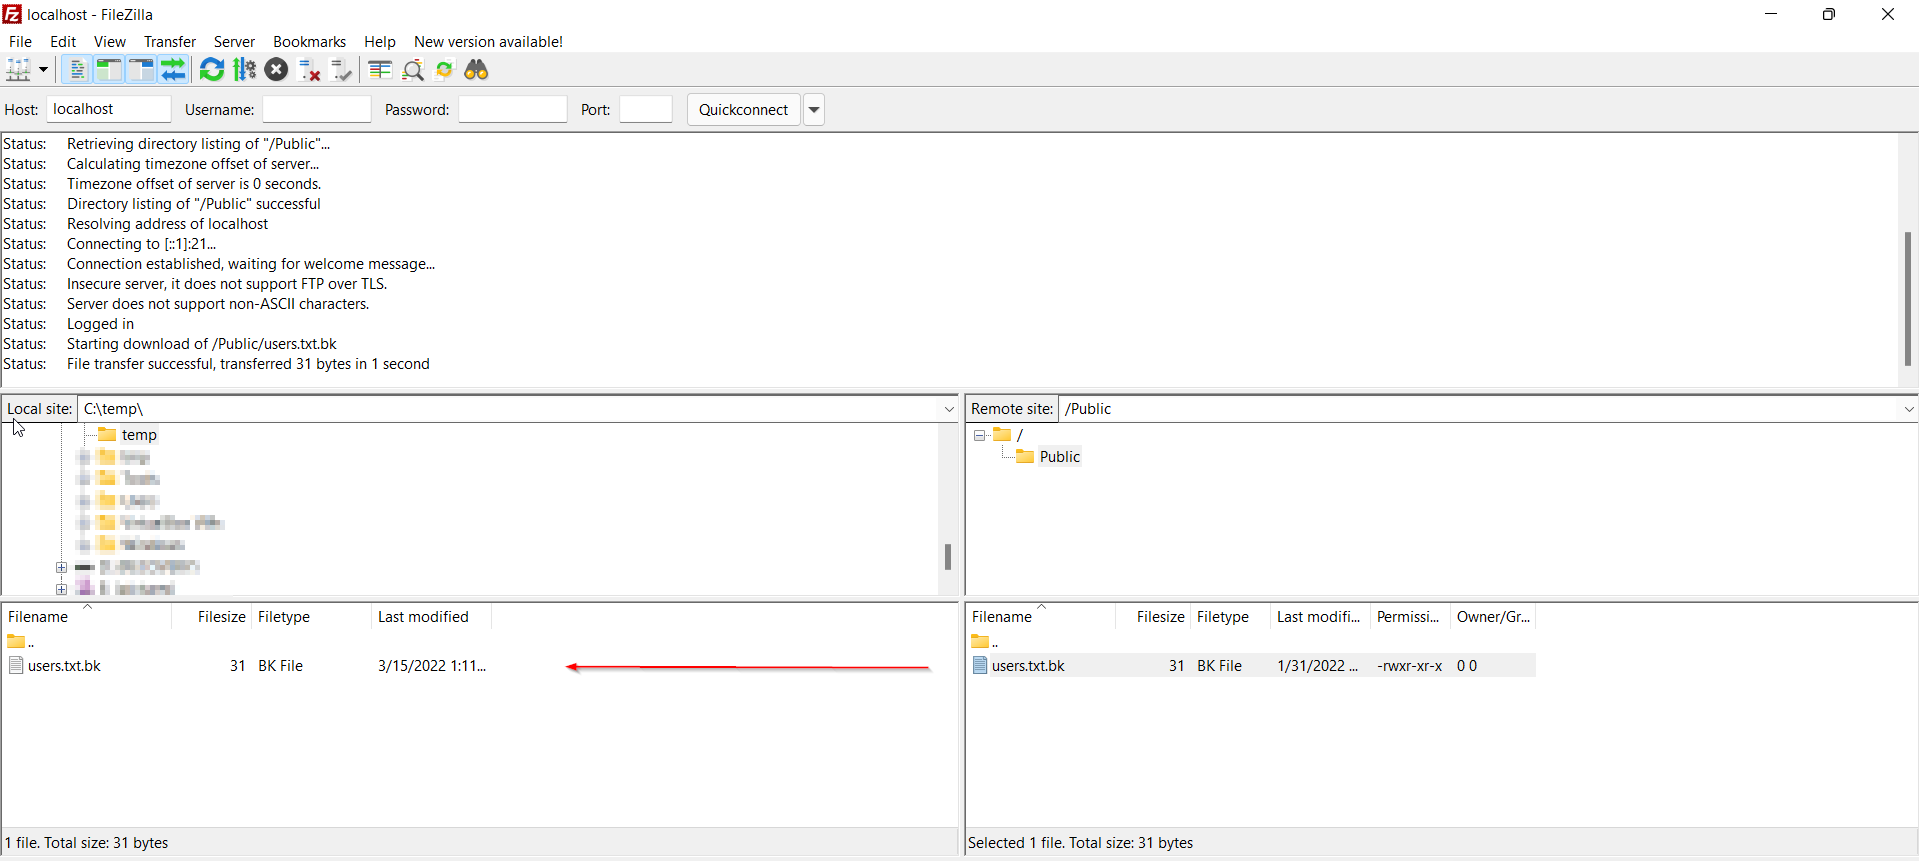 localhost - FileZilla
File Edit View Transfer Server Bookmarks Help New version available!
Host: localhost Username: Password: Port: Quickconnect
Status: Retrieving directory listing of "/Public"...
Status: Calculating timezone offset of server...
Status: Timezone offset of server is 0 seconds.
Status: Directory listing of "/Public" successful
Status: Resolving address of localhost
Status: Connecting to [::1]:21...
Status: Connection established, waiting for welcome message...
Status: Insecure server, it does not support FTP over TLS.
Status: Server does not support non-ASCII characters.
Status: Logged in
Status: Starting download of /Public/users.txt.bk
Status: File transfer successful, transferred 31 bytes in 1 second
Local site: C:\temp\
temp
Filename Filesize Filetype Last modified
..
users.txt.bk 31 BK File 3/15/2022 1:11...
1 file. Total size: 31 bytes
Remote site: /Public
/
Public
Filename Filesize Filetype Last modifi... Permissi... Owner/Gr...
..
users.txt.bk 31 BK File 1/31/2022 ... -rwxr-xr-x 0 0
Selected 1 file. Total size: 31 bytes